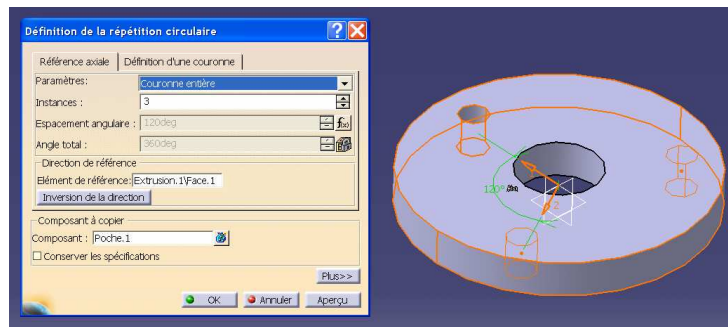 Définition de la répétition circulaire
Référence axiale
Définition d'une couronne
Paramètres: Couronne entière
Instances : 3
Espacement angulaire : 120deg
Angle total : 360deg
Direction de référence
Elément de référence: Extrusion.1\Face.1
Inversion de la direction
Composant à copier
Composant : Poche.1
Conserver les spécifications
Plus>>
OK
Annuler
Aperçu
120°
2